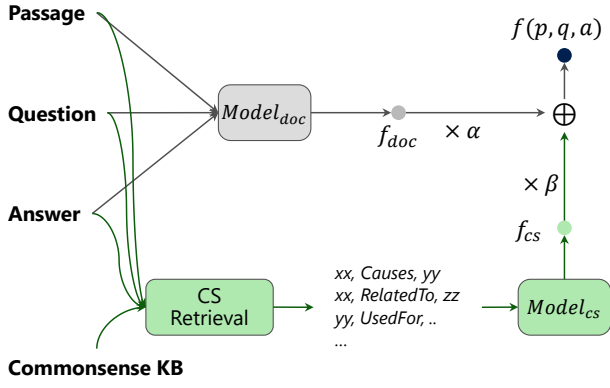 Passage
f(p, q, a)
Question
Model_doc
⊕
f_doc
× α
× β
Answer
f_cs
CS
Retrieval
xx, Causes, yy
xx, RelatedTo, zz
yy, UsedFor, ..
...
Model_cs
Commonsense KB